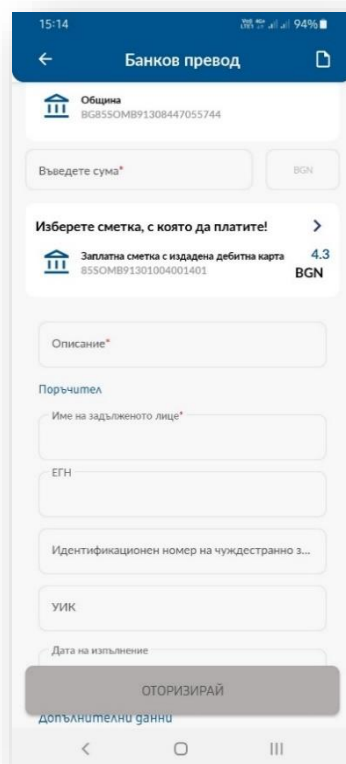 15:14 94%
Банков превод
Община
BG85SOMB91308447055744
Въведете сума* BGN
Изберете сметка, с която да платите!
Заплатна сметка с издадена дебитна карта 4.3
85SOMB91301004001401 BGN
Описание*
Поръчител
Име на задълженото лице*
ЕГН
Идентификационен номер на чуждестранно з...
УИК
Дата на изпълнение
ОТОРИЗИРАЙ
Допълнителни данни